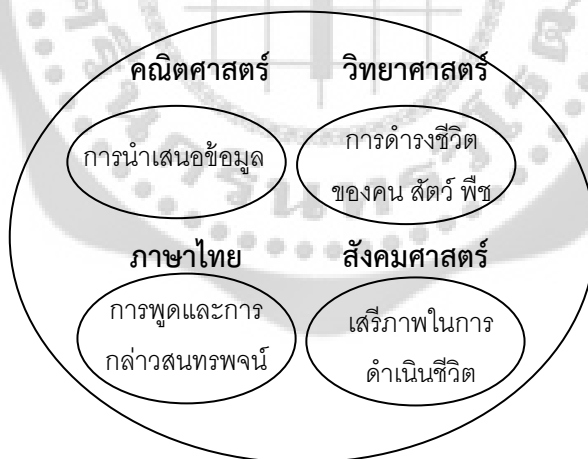 คณิตศาสตร์ วิทยาศาสตร์
การนำเสนอข้อมูล
การดำรงชีวิต
ของคน สัตว์ พืช
ภาษาไทย สังคมศาสตร์
การพูดและการ
กล่าวสนทรพจน์
เสรีภาพในการ
ดำเนินชีวิต